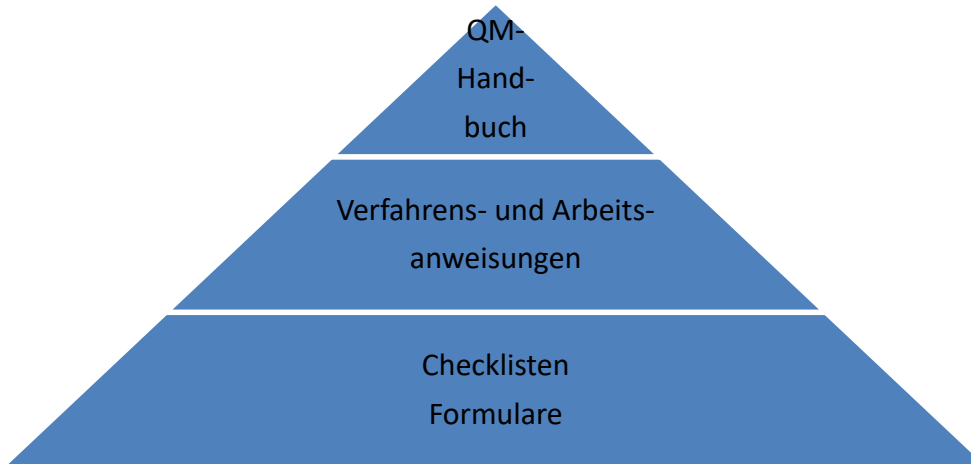 QM-
Hand-
buch
Verfahrens- und Arbeits-
anweisungen
Checklisten
Formulare